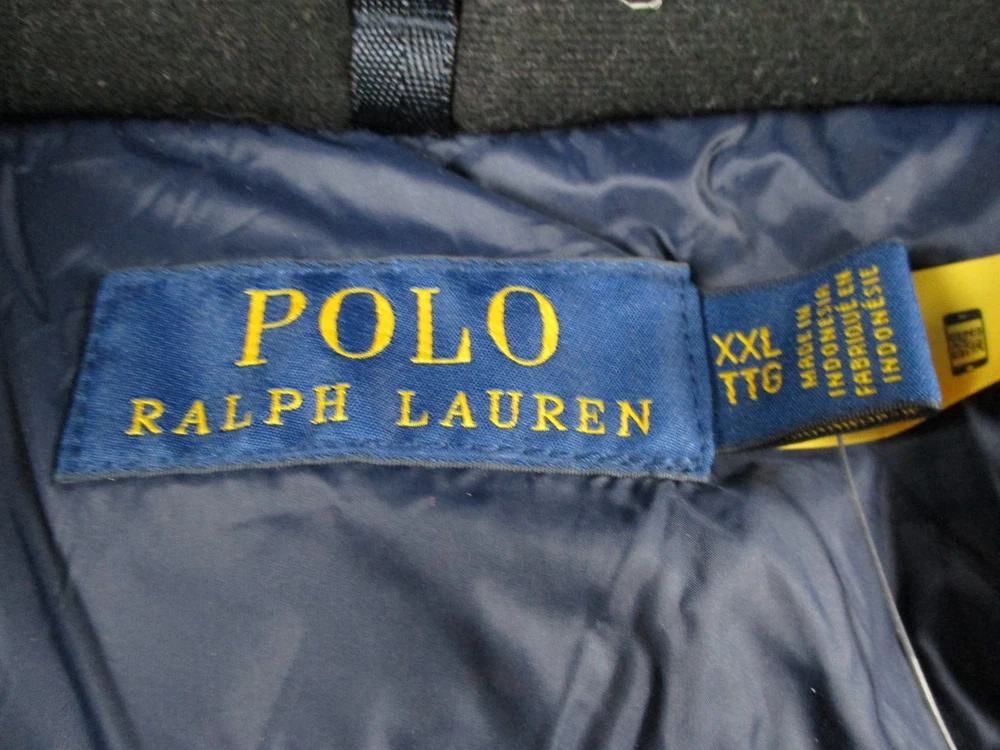 POLO
RALPH LAUREN
XXL
TTG
MADE IN
INDONESIA
FABRIQUÉ EN
INDONÉSIE